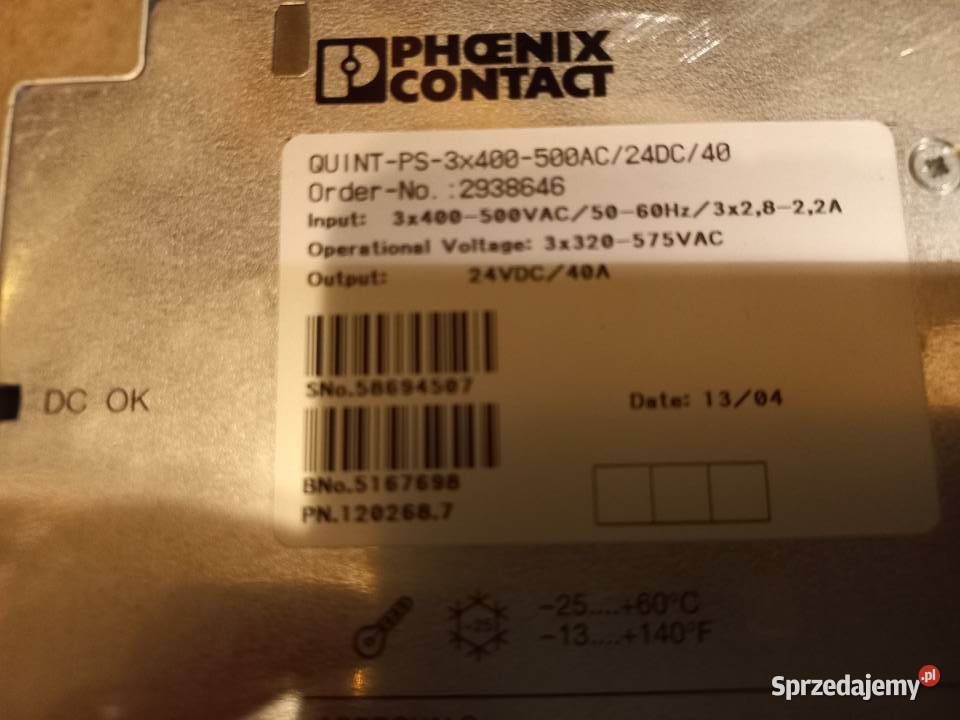 PHŒNIX
CONTACT
QUINT-PS-3x400-500AC/24DC/40
Order-No.:2938646
Input: 3x400-500VAC/50-60Hz/3x2,8-2,2A
Operational Voltage: 3x320-575VAC
Output: 24VDC/40A
SNo.58694507
Date: 13/04
BNo.5167698
PN.120268.7
DC OK
-25
-25....+60°C
-13....+140°F
Sprzedajemy.pl